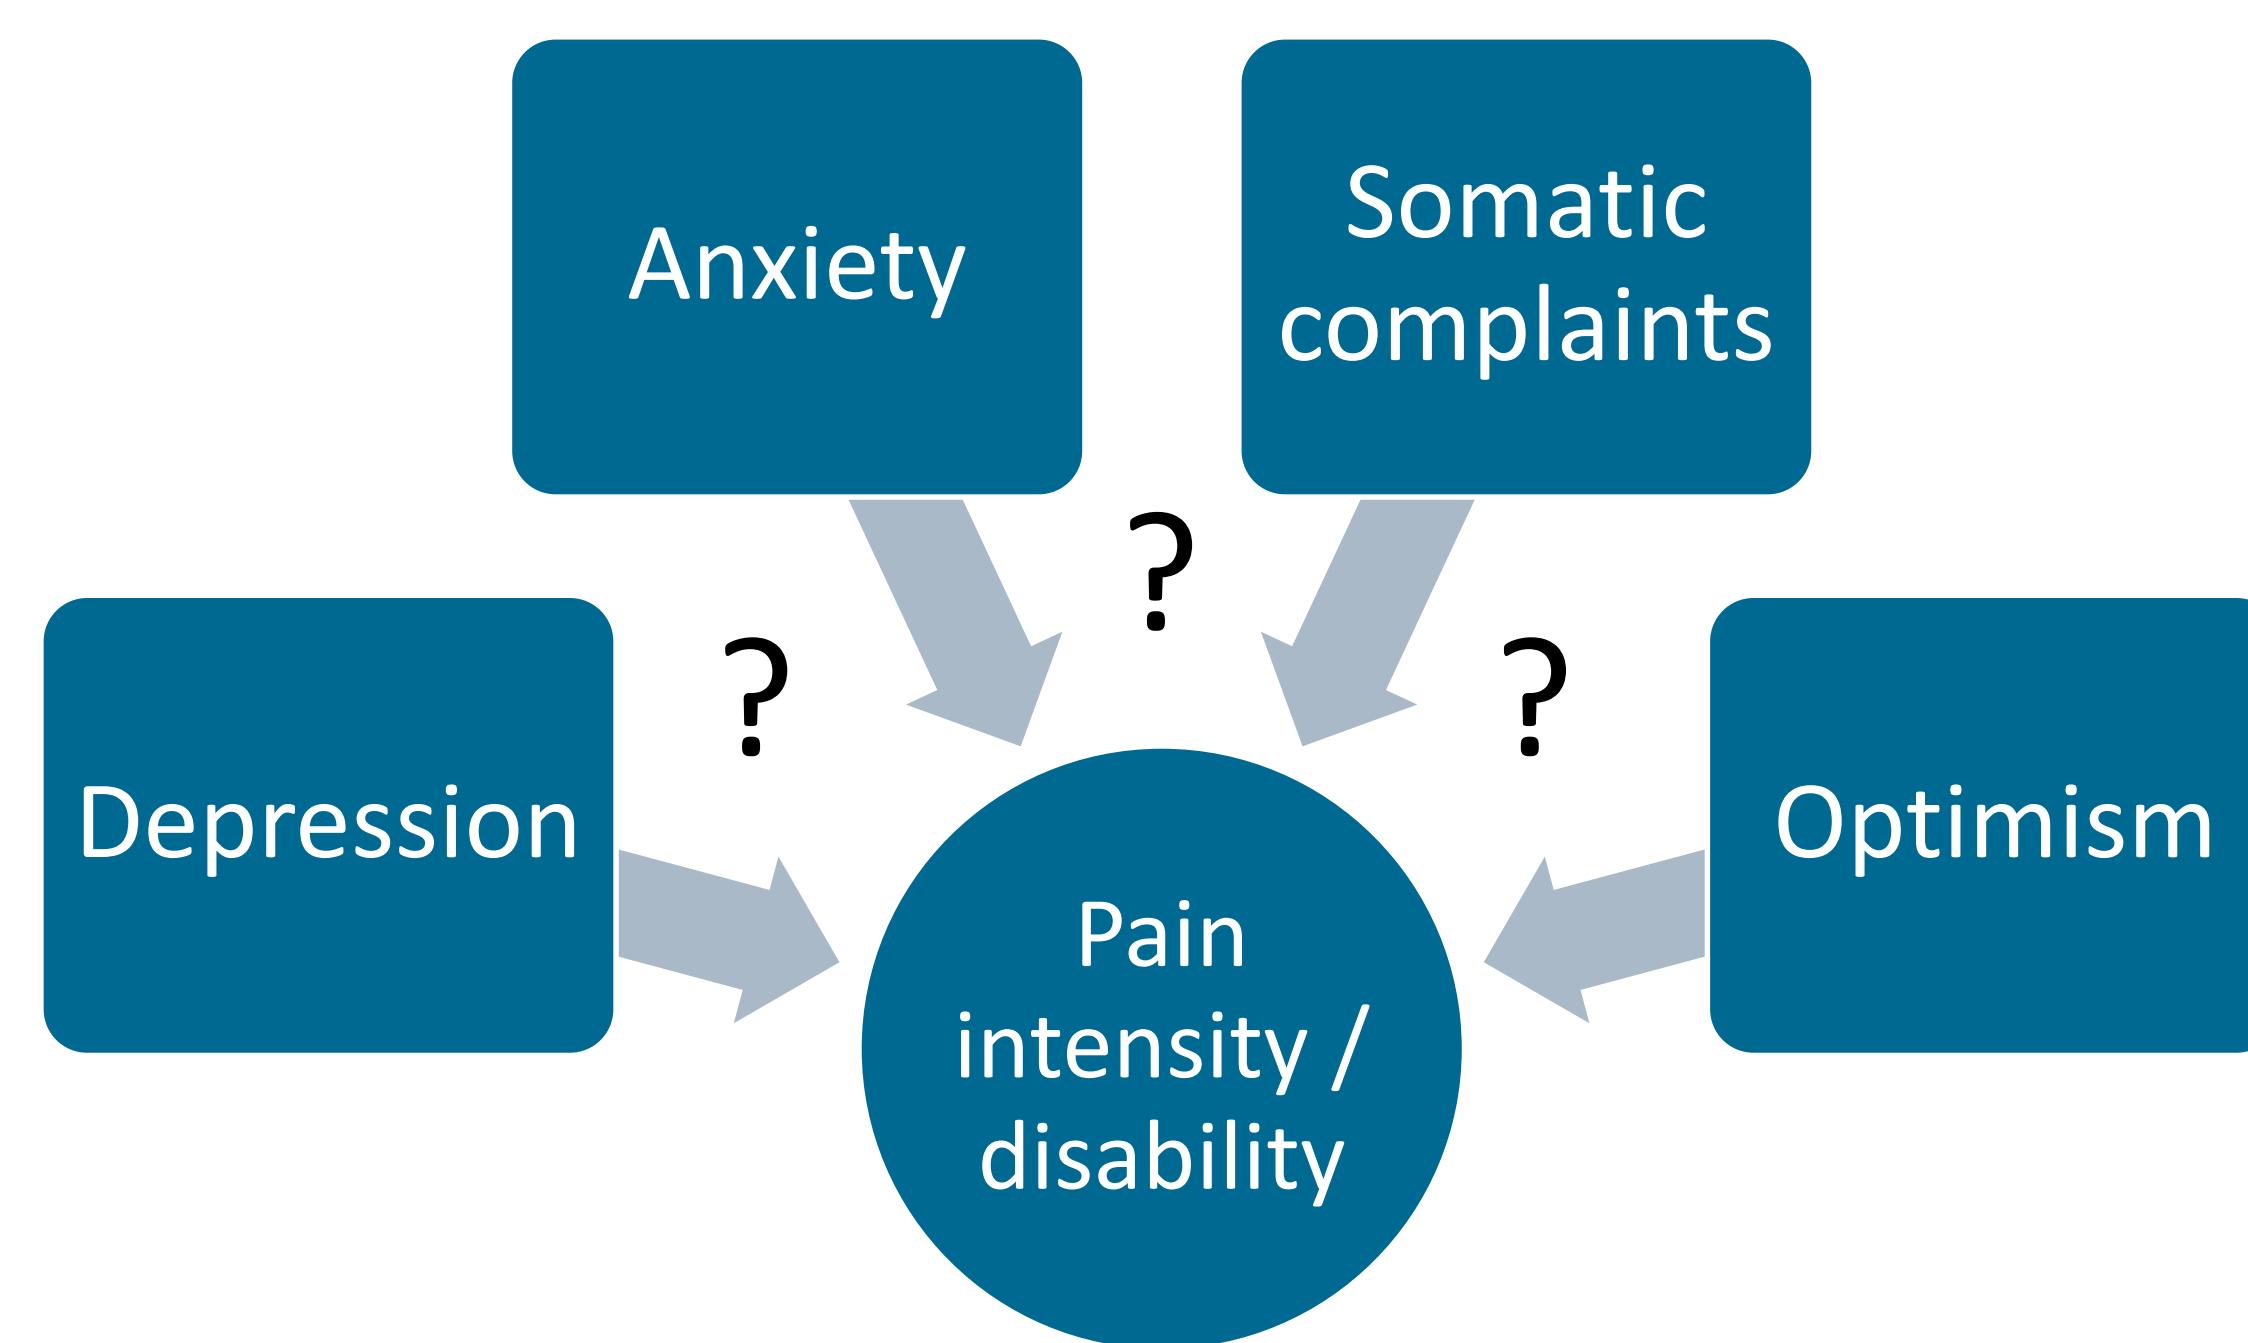 Anxiety
Somatic
complaints
?
?
?
Depression
Optimism
Pain
intensity /
disability